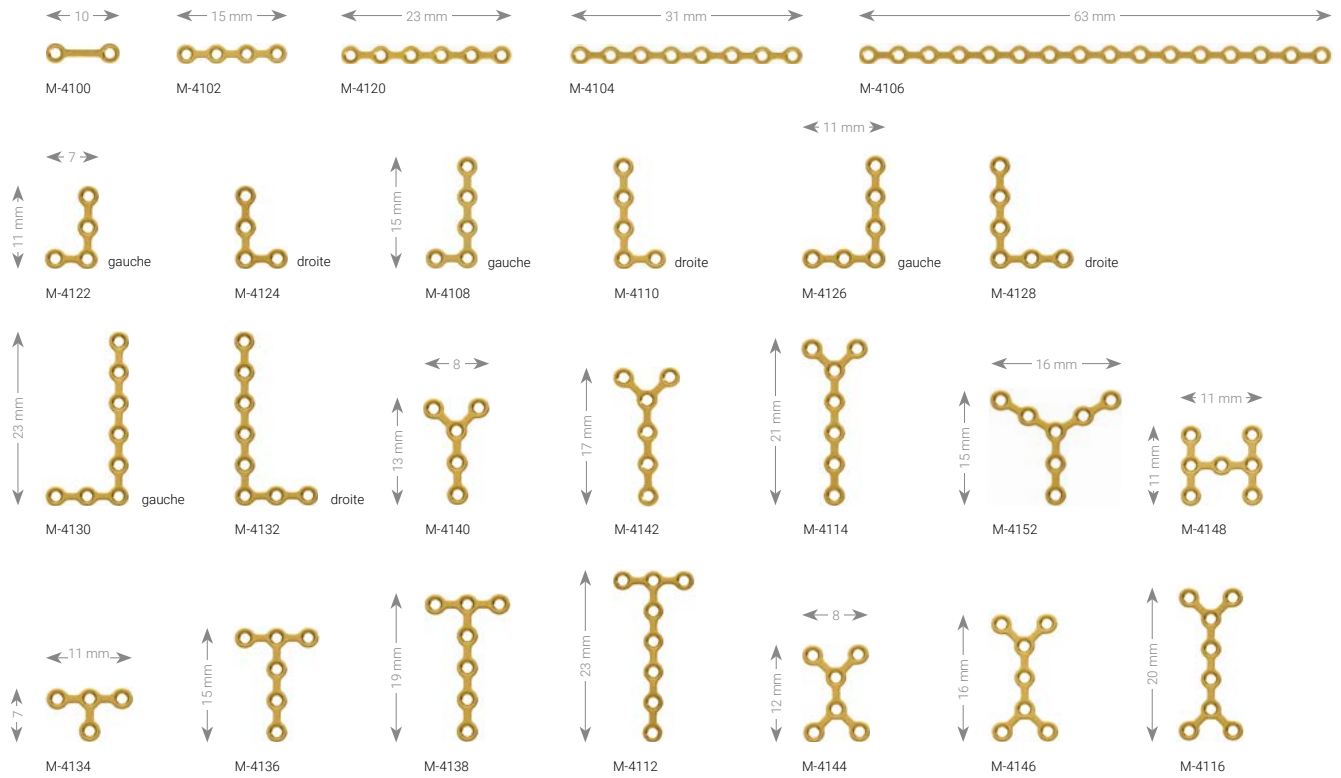 10
15 mm
23 mm
31 mm
63 mm
M-4100
M-4102
M-4120
M-4104
M-4106
7
11 mm
11 mm
15 mm
gauche
droite
gauche
droite
gauche
droite
M-4122
M-4124
M-4108
M-4110
M-4126
M-4128
23 mm
8
13 mm
17 mm
21 mm
16 mm
15 mm
11 mm
11 mm
gauche
droite
M-4130
M-4132
M-4140
M-4142
M-4114
M-4152
M-4148
11 mm
7
15 mm
19 mm
23 mm
8
12 mm
16 mm
20 mm
M-4134
M-4136
M-4138
M-4112
M-4144
M-4146
M-4116